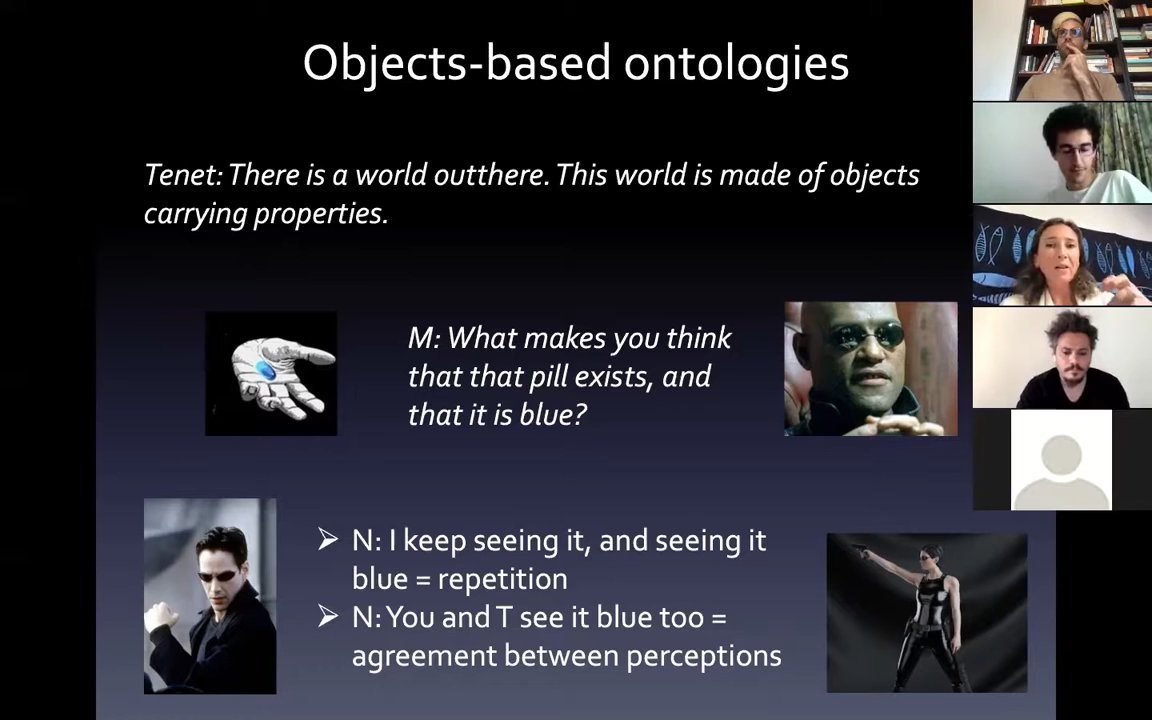 Objects-based ontologies
Tenet: There is a world outthere. This world is made of objects
carrying properties.
M: What makes you think
that that pill exists, and
that it is blue?
➢ N: I keep seeing it, and seeing it
blue = repetition
➢ N: You and T see it blue too =
agreement between perceptions